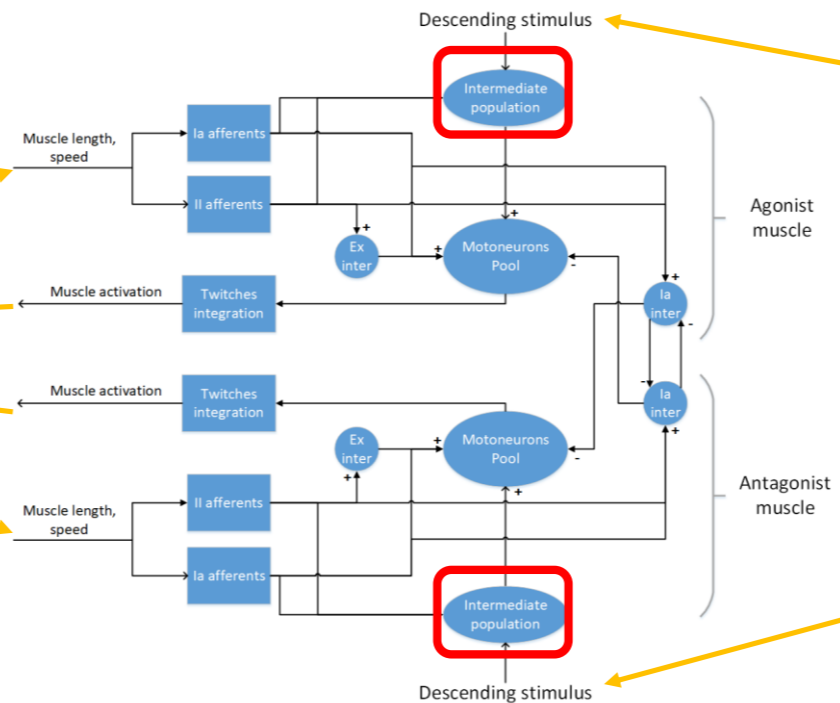 Descending stimulus
Intermediate
population
Muscle length,
speed
Ia afferents
II afferents
+
Ex
inter
+
+
Motoneurons
Pool
-
Agonist
muscle
Muscle activation
Twitches
integration
+
Ia
inter
-
Muscle activation
Twitches
integration
-
Ia
inter
+
Ex
inter
+
+
Motoneurons
Pool
-
+
Antagonist
muscle
Muscle length,
speed
II afferents
Ia afferents
Intermediate
population
Descending stimulus